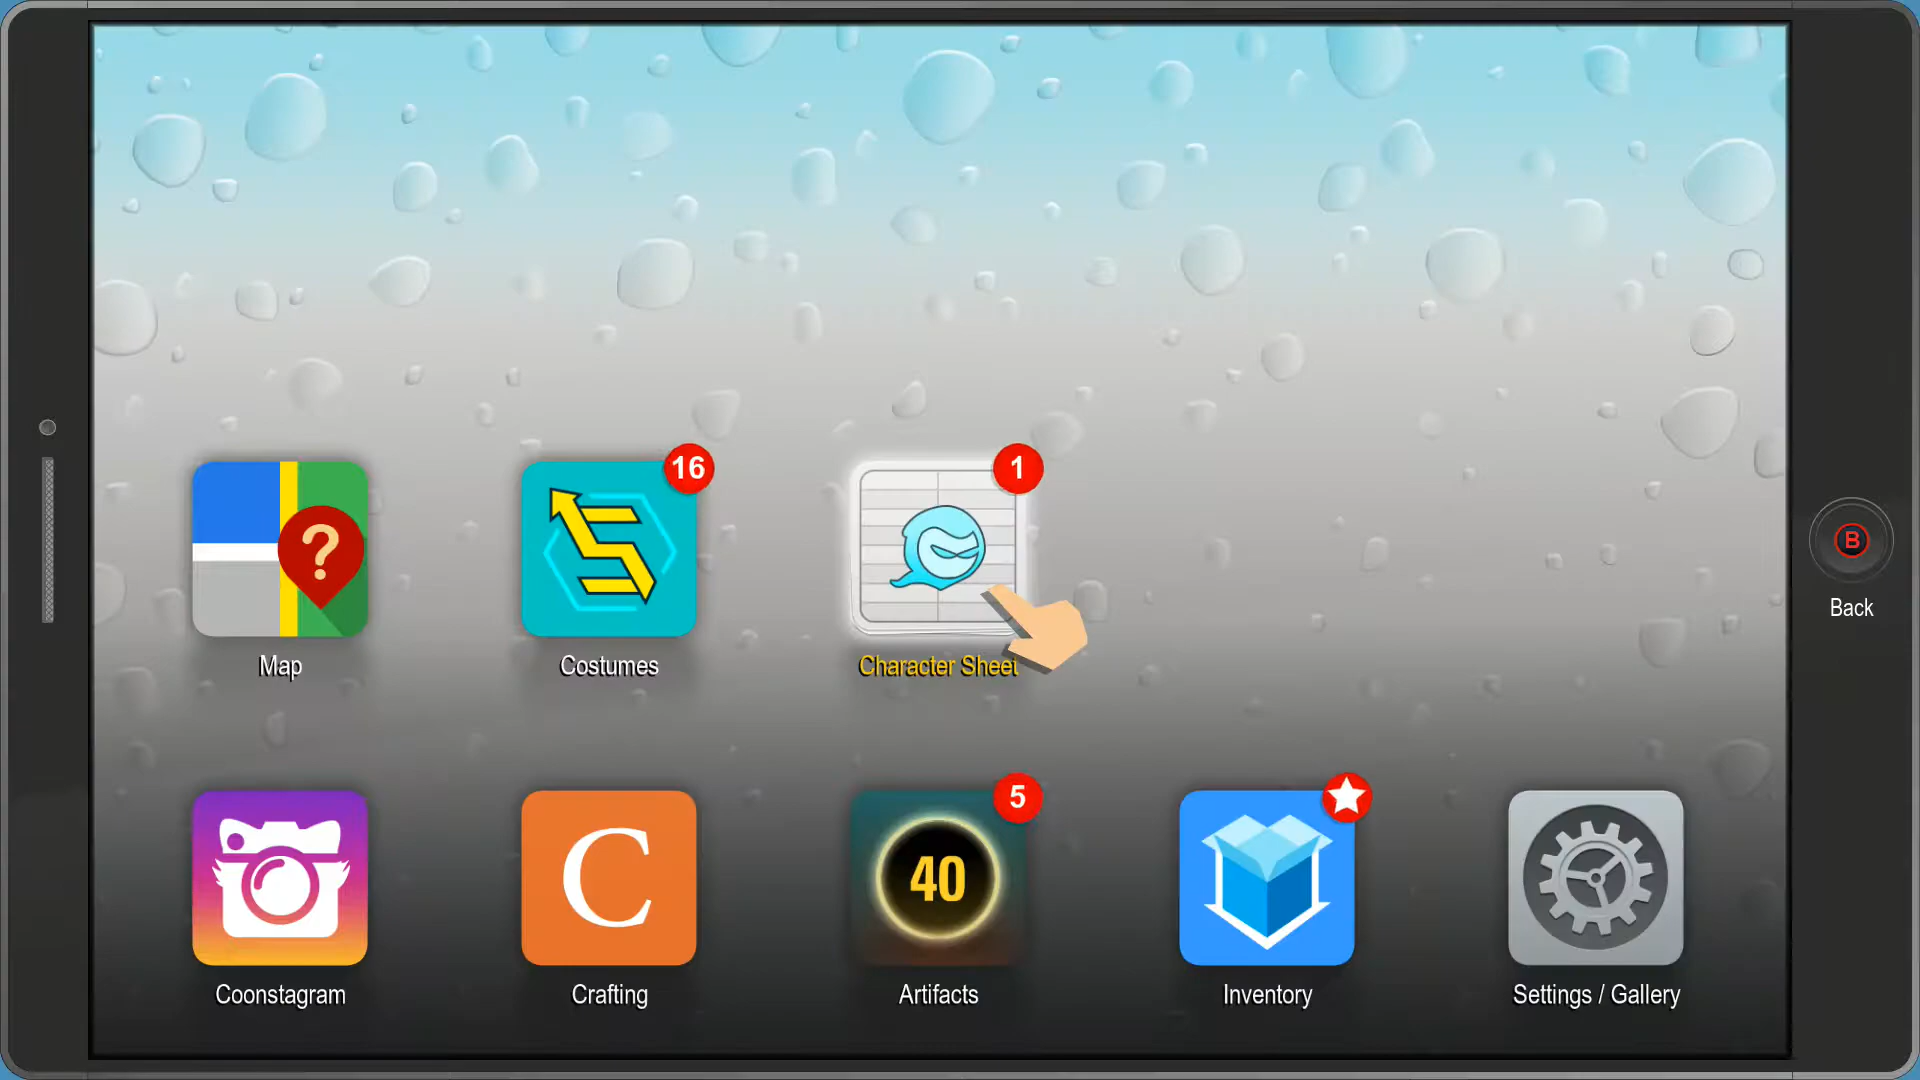 16
1
?
Map
Costumes
Character Sheet
B
Back
5
C
40
Coonstagram
Crafting
Artifacts
Inventory
Settings / Gallery